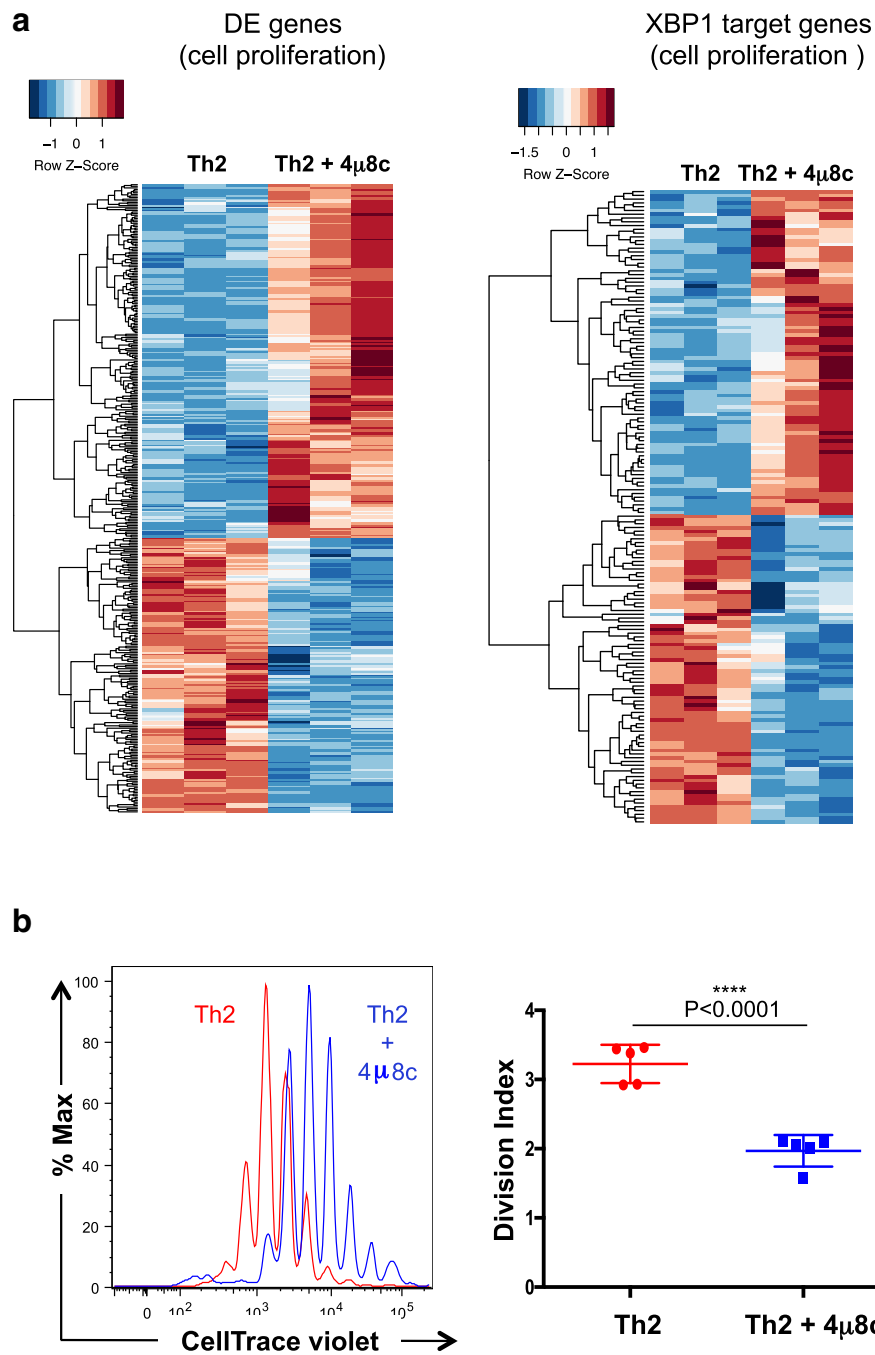 a
DE genes
(cell proliferation)
XBP1 target genes
(cell proliferation )
−1 0 1
Row Z−Score
−1.5 0 1
Row Z−Score
Th2 Th2 + 4μ8c
Th2 Th2 + 4μ8c
b
% Max
100
80
60
40
20
0
Th2
Th2
+
4μ8c
0 10² 10³ 10⁴ 10⁵
CellTrace violet
Division Index
4
3
2
1
0
****
P<0.0001
Th2
Th2 + 4μ8c